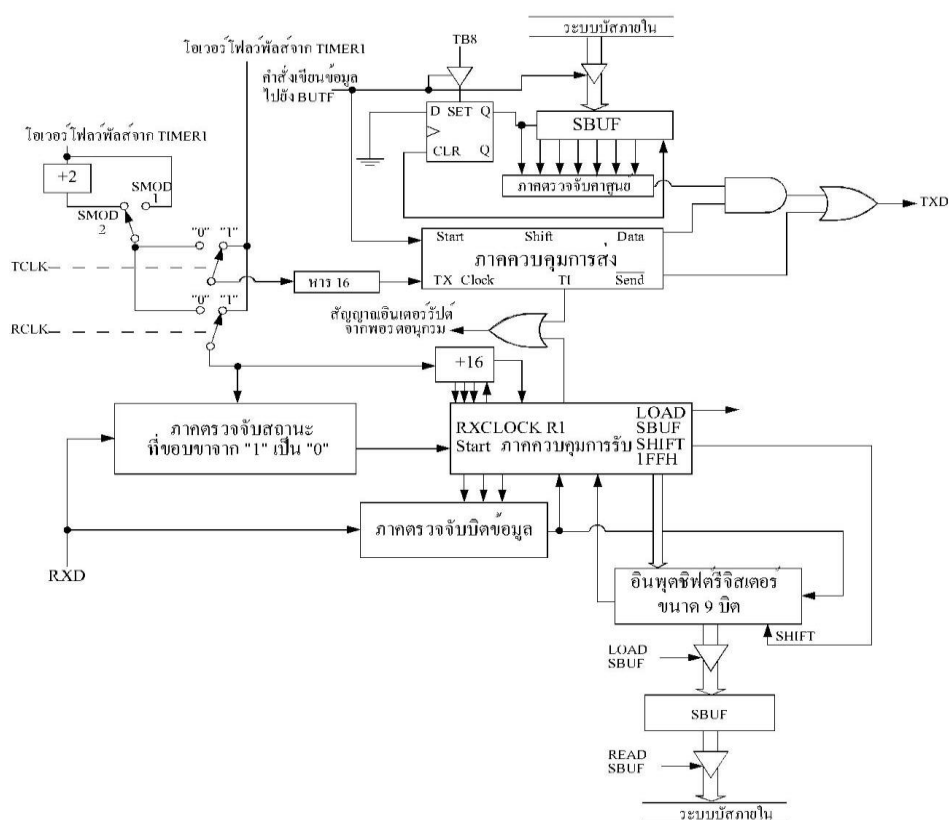 ระบบบัสภายใน
TB8
โอเวอร์โฟลว์พัลส์จาก TIMER1
คำสั่งเขียนข้อมูล
ไปยัง BUTF
D SET Q
CLR Q
SBUF
โอเวอร์โฟลว์พัลส์จาก TIMER1
+2
SMOD
1
SMOD
2
ภาคตรวจจับคาศูนย์
TXD
"0" "1"
Start Shift Data
ภาคควบคุมการส่ง
TX Clock TI Send
TCLK
หาร 16
"0" "1"
RCLK
สัญญาณอินเตอร์รัปต์
จากพอรตอนุกรม
+16
ภาคตรวจจับสถานะ
ที่ขอบขาจาก "1" เป็น "0"
RXCLOCK R1
Start ภาคควบคุมการรับ
LOAD
SBUF
SHIFT
1FFH
ภาคตรวจจับบิตข้อมูล
RXD
อินพุตชิฟต์รีจิสเตอร์
ขนาด 9 บิต
SHIFT
LOAD
SBUF
SBUF
READ
SBUF
ระบบบัสภายใน